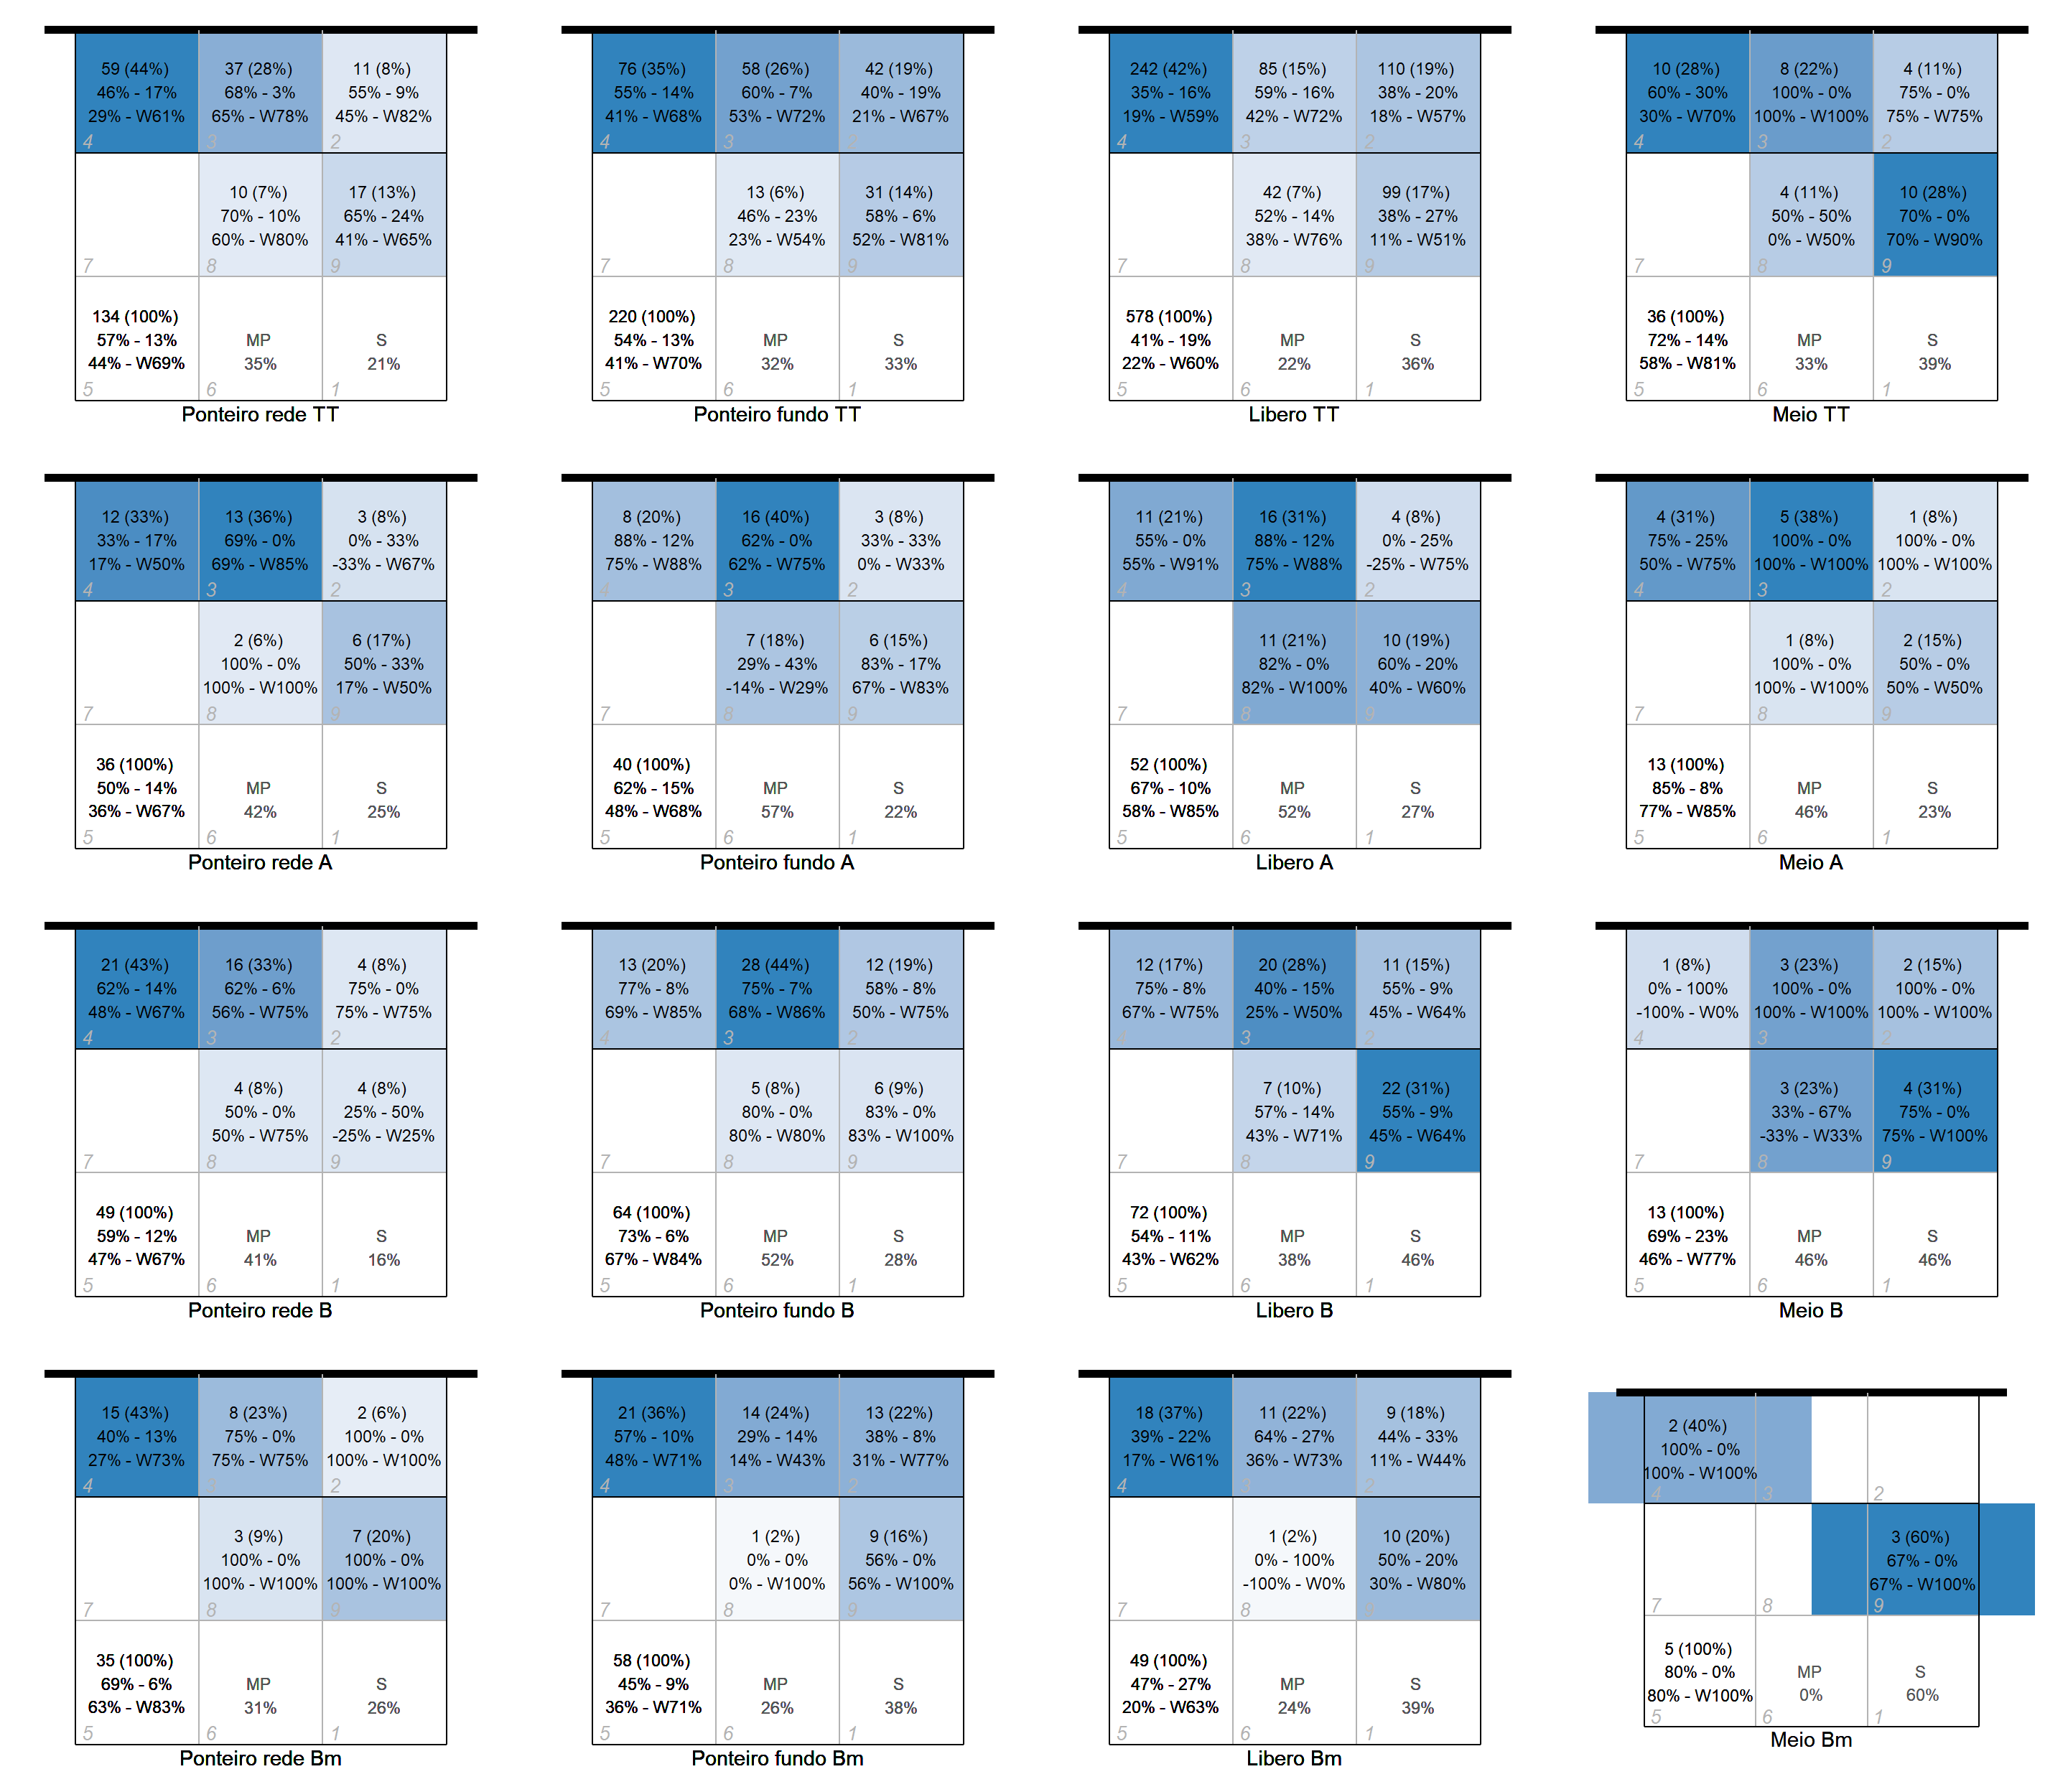 59 (44%)
46% - 17%
29% - W61%
4
37 (28%)
68% - 3%
65% - W78%
3
11 (8%)
55% - 9%
45% - W82%
2
7
10 (7%)
70% - 10%
60% - W80%
8
17 (13%)
65% - 24%
41% - W65%
9
134 (100%)
57% - 13%
44% - W69%
5
MP
35%
6
S
21%
1
Ponteiro rede TT
76 (35%)
55% - 14%
41% - W68%
4
58 (26%)
60% - 7%
53% - W72%
3
42 (19%)
40% - 19%
21% - W67%
2
7
13 (6%)
46% - 23%
23% - W54%
8
31 (14%)
58% - 6%
52% - W81%
9
220 (100%)
54% - 13%
41% - W70%
5
MP
32%
6
S
33%
1
Ponteiro fundo TT
242 (42%)
35% - 16%
19% - W59%
4
85 (15%)
59% - 16%
42% - W72%
3
110 (19%)
38% - 20%
18% - W57%
2
7
42 (7%)
52% - 14%
38% - W76%
8
99 (17%)
38% - 27%
11% - W51%
9
578 (100%)
41% - 19%
22% - W60%
5
MP
22%
6
S
36%
1
Libero TT
10 (28%)
60% - 30%
30% - W70%
4
8 (22%)
100% - 0%
100% - W100%
3
4 (11%)
75% - 0%
75% - W75%
2
7
4 (11%)
50% - 50%
0% - W50%
8
10 (28%)
70% - 0%
70% - W90%
9
36 (100%)
72% - 14%
58% - W81%
5
MP
33%
6
S
39%
1
Meio TT
12 (33%)
33% - 17%
17% - W50%
4
13 (36%)
69% - 0%
69% - W85%
3
3 (8%)
0% - 33%
-33% - W67%
2
7
2 (6%)
100% - 0%
100% - W100%
8
6 (17%)
50% - 33%
17% - W50%
9
36 (100%)
50% - 14%
36% - W67%
5
MP
42%
6
S
25%
1
Ponteiro rede A
8 (20%)
88% - 12%
75% - W88%
4
16 (40%)
62% - 0%
62% - W75%
3
3 (8%)
33% - 33%
0% - W33%
2
7
7 (18%)
29% - 43%
-14% - W29%
8
6 (15%)
83% - 17%
67% - W83%
9
40 (100%)
62% - 15%
48% - W68%
5
MP
57%
6
S
22%
1
Ponteiro fundo A
11 (21%)
55% - 0%
55% - W91%
4
16 (31%)
88% - 12%
75% - W88%
3
4 (8%)
0% - 25%
-25% - W75%
2
7
11 (21%)
82% - 0%
82% - W100%
8
10 (19%)
60% - 20%
40% - W60%
9
52 (100%)
67% - 10%
58% - W85%
5
MP
52%
6
S
27%
1
Libero A
4 (31%)
75% - 25%
50% - W75%
4
5 (38%)
100% - 0%
100% - W100%
3
1 (8%)
100% - 0%
100% - W100%
2
7
1 (8%)
100% - 0%
100% - W100%
8
2 (15%)
50% - 0%
50% - W50%
9
13 (100%)
85% - 8%
77% - W85%
5
MP
46%
6
S
23%
1
Meio A
21 (43%)
62% - 14%
48% - W67%
4
16 (33%)
62% - 6%
56% - W75%
3
4 (8%)
75% - 0%
75% - W75%
2
7
4 (8%)
50% - 0%
50% - W75%
8
4 (8%)
25% - 50%
-25% - W25%
9
49 (100%)
59% - 12%
47% - W67%
5
MP
41%
6
S
16%
1
Ponteiro rede B
13 (20%)
77% - 8%
69% - W85%
4
28 (44%)
75% - 7%
68% - W86%
3
12 (19%)
58% - 8%
50% - W75%
2
7
5 (8%)
80% - 0%
80% - W80%
8
6 (9%)
83% - 0%
83% - W100%
9
64 (100%)
73% - 6%
67% - W84%
5
MP
52%
6
S
28%
1
Ponteiro fundo B
12 (17%)
75% - 8%
67% - W75%
20 (28%)
40% - 15%
25% - W50%
3
11 (15%)
55% - 9%
45% - W64%
2
7
7 (10%)
57% - 14%
43% - W71%
8
22 (31%)
55% - 9%
45% - W64%
9
72 (100%)
54% - 11%
43% - W62%
5
MP
38%
6
S
46%
1
Libero B
1 (8%)
0% - 100%
-100% - W0%
4
3 (23%)
100% - 0%
100% - W100%
3
2 (15%)
100% - 0%
100% - W100%
2
7
3 (23%)
33% - 67%
-33% - W33%
8
4 (31%)
75% - 0%
75% - W100%
9
13 (100%)
69% - 23%
46% - W77%
5
MP
46%
6
S
46%
1
Meio B
15 (43%)
40% - 13%
27% - W73%
4
8 (23%)
75% - 0%
75% - W75%
2 (6%)
100% - 0%
100% - W100%
2
7
3 (9%)
100% - 0%
100% - W100%
8
7 (20%)
100% - 0%
100% - W100%
9
35 (100%)
69% - 6%
63% - W83%
5
MP
31%
6
S
26%
1
Ponteiro rede Bm
21 (36%)
57% - 10%
48% - W71%
4
14 (24%)
29% - 14%
14% - W43%
3
13 (22%)
38% - 8%
31% - W77%
2
7
1 (2%)
0% - 0%
0% - W100%
8
9 (16%)
56% - 0%
56% - W100%
9
58 (100%)
45% - 9%
36% - W71%
5
MP
26%
6
S
38%
1
Ponteiro fundo Bm
18 (37%)
39% - 22%
17% - W61%
4
11 (22%)
64% - 27%
36% - W73%
3
9 (18%)
44% - 33%
11% - W44%
2
7
1 (2%)
0% - 100%
-100% - W0%
8
10 (20%)
50% - 20%
30% - W80%
49 (100%)
47% - 27%
20% - W63%
5
MP
24%
6
S
39%
1
Libero Bm
2 (40%)
100% - 0%
100% - W100%
4
3
2
7
8
3 (60%)
67% - 0%
67% - W100%
9
5 (100%)
80% - 0%
80% - W100%
5
MP
0%
6
S
60%
1
Meio Bm